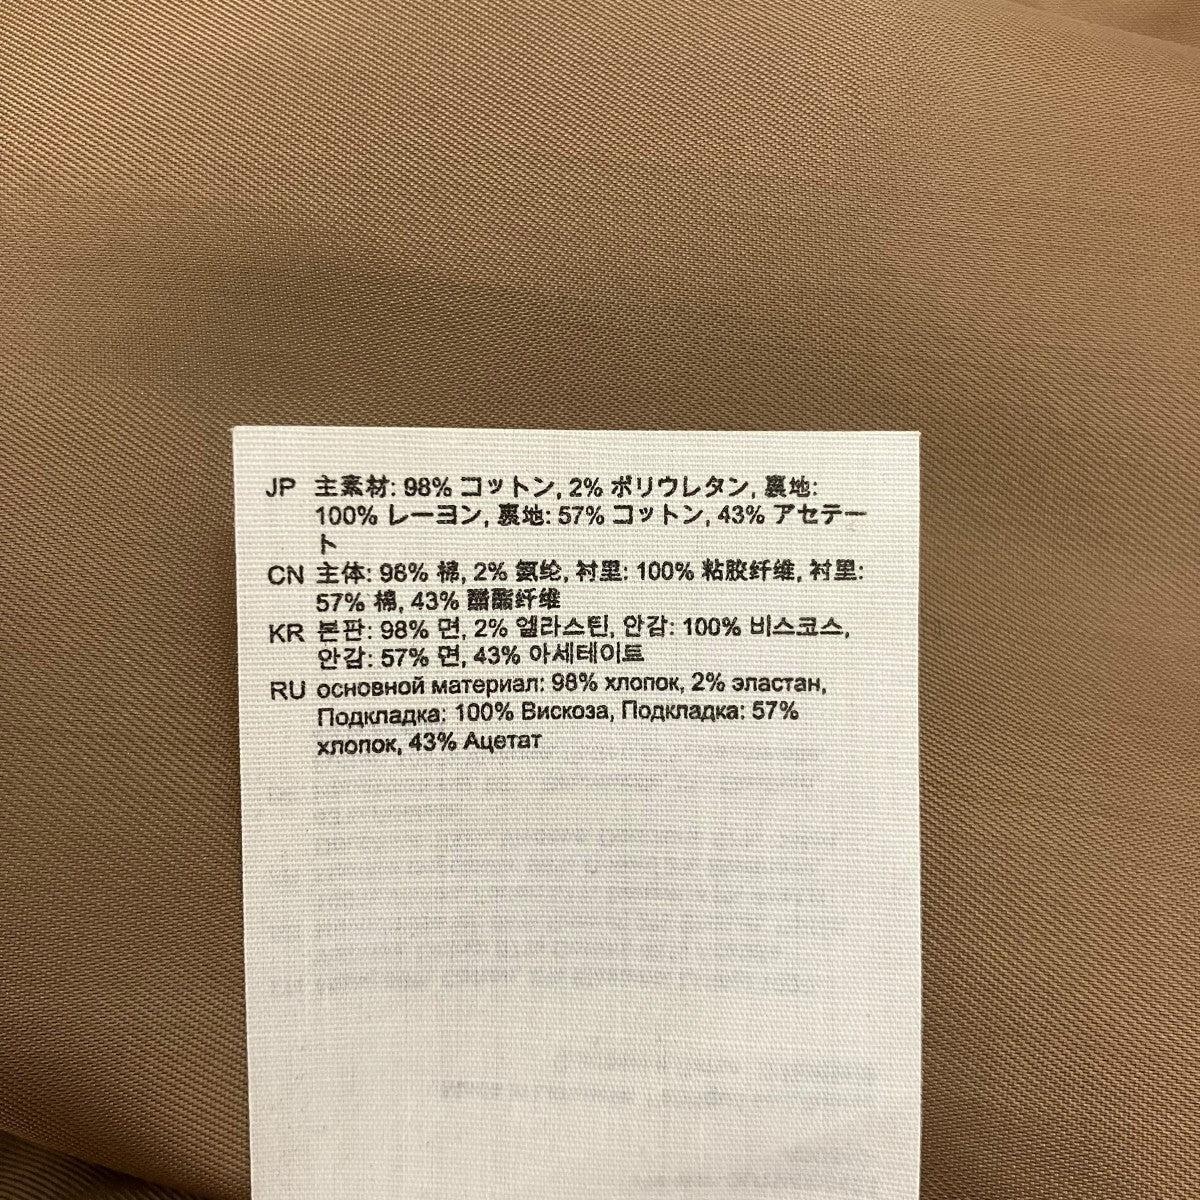 JP 主素材: 98% コットン, 2% ポリウレタン, 裏地:
100% レーヨン, 裏地: 57% コットン, 43% アセテー
ト
CN 主体: 98% 棉, 2% 氨纶, 衬里: 100% 粘胶纤维, 衬里:
57% 棉, 43% 醋酯纤维
KR 본판: 98% 면, 2% 엘라스틴, 안감: 100% 비스코스,
안감: 57% 면, 43% 아세테이트
RU основной материал: 98% хлопок, 2% эластан,
Подкладка: 100% Вискоза, Подкладка: 57%
хлопок, 43% Ацетат